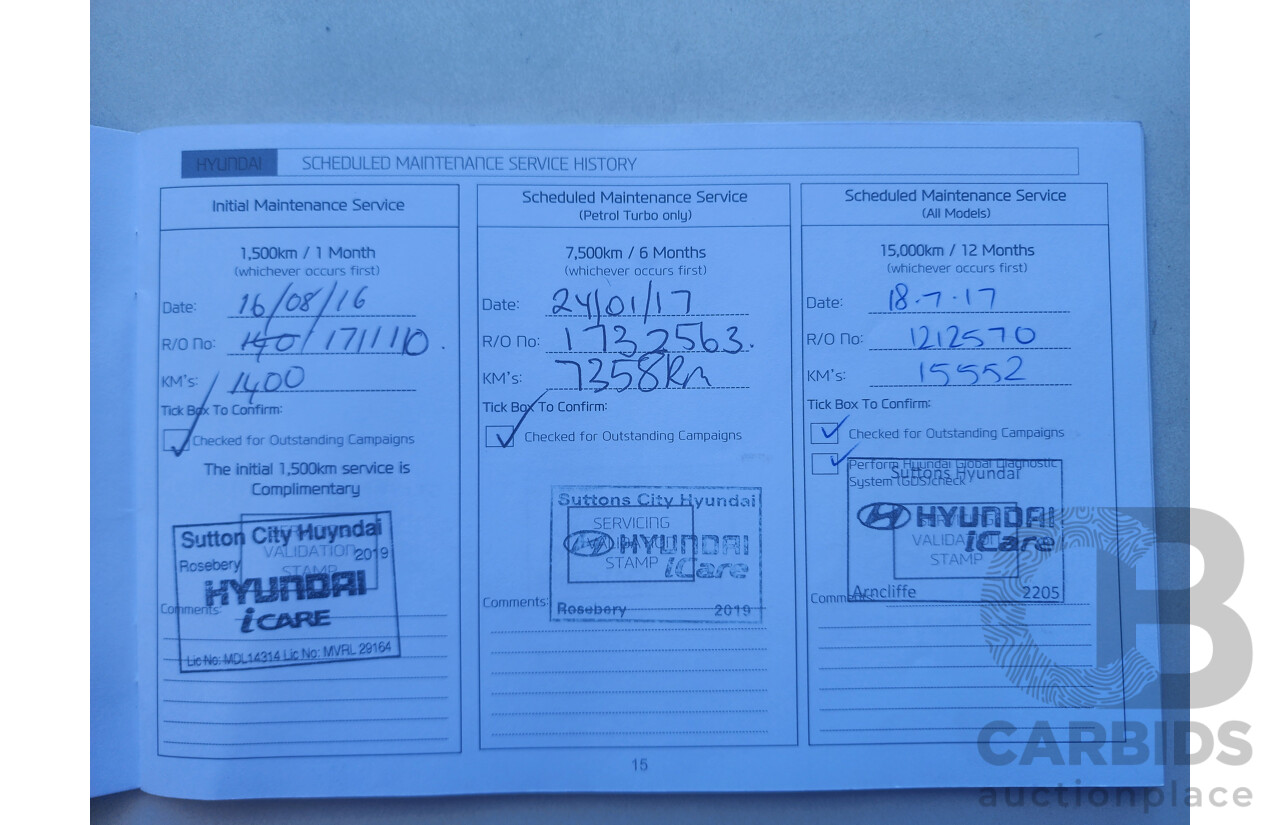 HYUNDAI SCHEDULED MAINTENANCE SERVICE HISTORY
Initial Maintenance Service
1,500km / 1 Month
(whichever occurs first)
Date: 16/08/16
R/O No: 140/171110.
KM's: 1400
Tick Box To Confirm:
Checked for Outstanding Campaigns
The initial 1,500km service is
Complimentary
Sutton City Huyndai
VALIDATION 2019
Rosebery
STAMP
HYUNDAI
Comments:
iCARE
Lic No: MDL14314 Lic No: MVRL 29164
Scheduled Maintenance Service
(Petrol Turbo only)
7,500km / 6 Months
(whichever occurs first)
Date: 24/01/17
R/O No: 1732563.
KM's: 7358km
Tick Box To Confirm:
Checked for Outstanding Campaigns
Suttons City Hyundai
SERVICING
HYUNDAI
STAMP iCare
Comments:
Rosebery 2019
Scheduled Maintenance Service
(All Models)
15,000km / 12 Months
(whichever occurs first)
Date: 18.7.17
R/O No: 1212570
KM's: 15552
Tick Box To Confirm:
Checked for Outstanding Campaigns
Perform Hyundai Global Diagnostic
System (GDS)check
Suttons Hyundai
HYUNDAI
VALIDATION
iCare
STAMP
Comments:
Arncliffe 2205
15
CB
CARBIDS
auctionplace